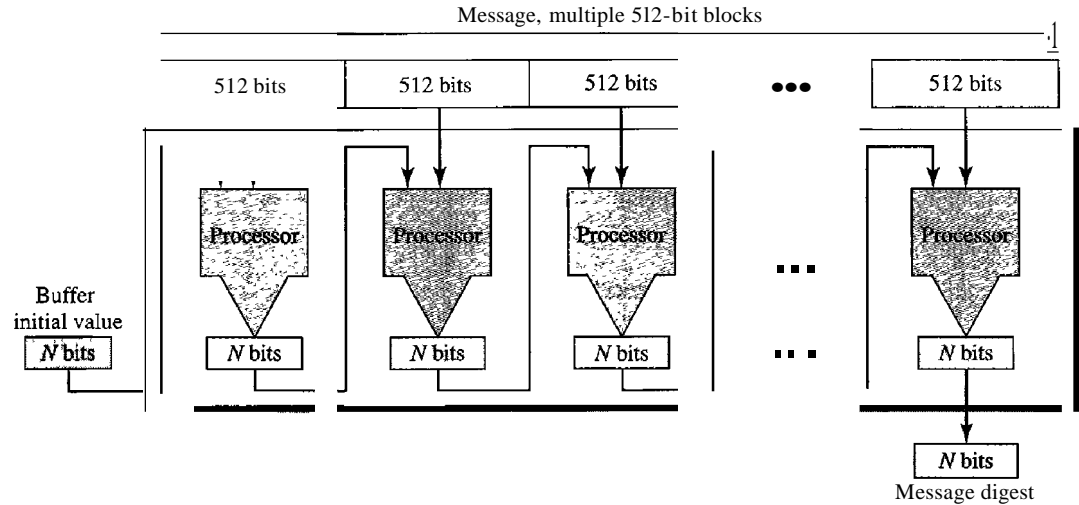 Message, multiple 512-bit blocks
512 bits 512 bits 512 bits ••• 512 bits
Processor Processor Processor ... Processor
Buffer
initial value
N bits N bits N bits N bits ... N bits
N bits
Message digest